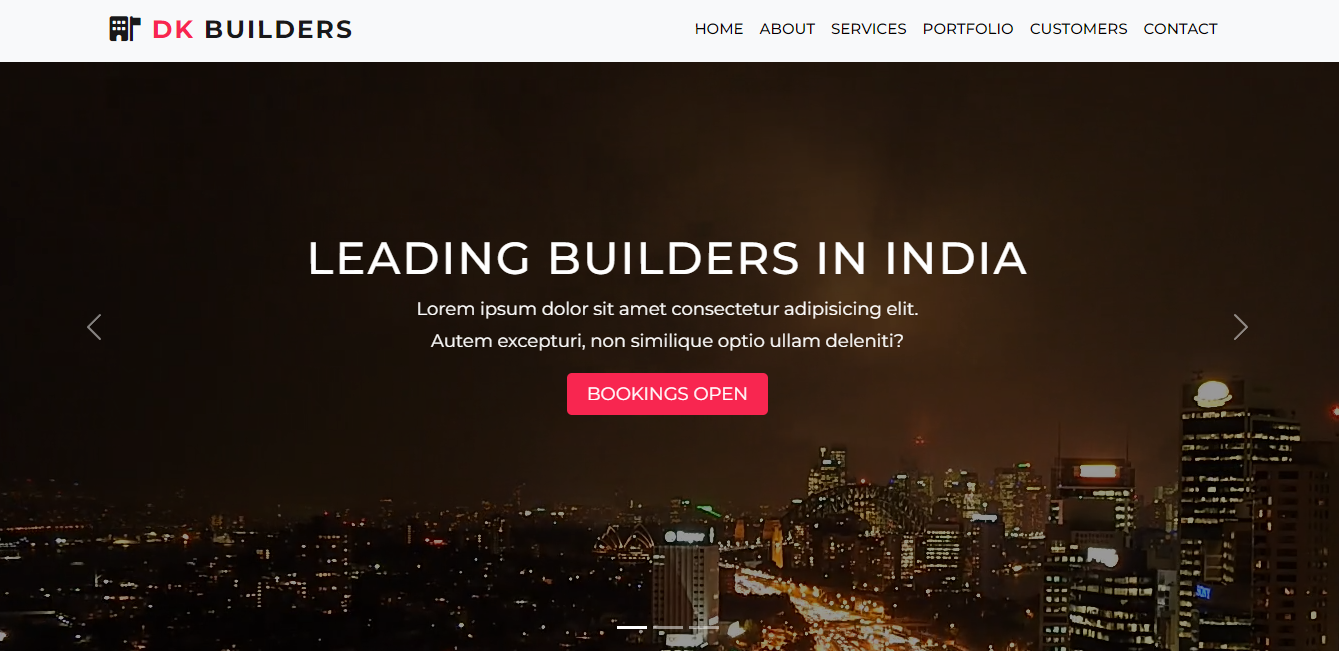 DK BUILDERS
HOME ABOUT SERVICES PORTFOLIO CUSTOMERS CONTACT
LEADING BUILDERS IN INDIA
Lorem ipsum dolor sit amet consectetur adipisicing elit.
Autem excepturi, non similique optio ullam deleniti?
BOOKINGS OPEN
SONY